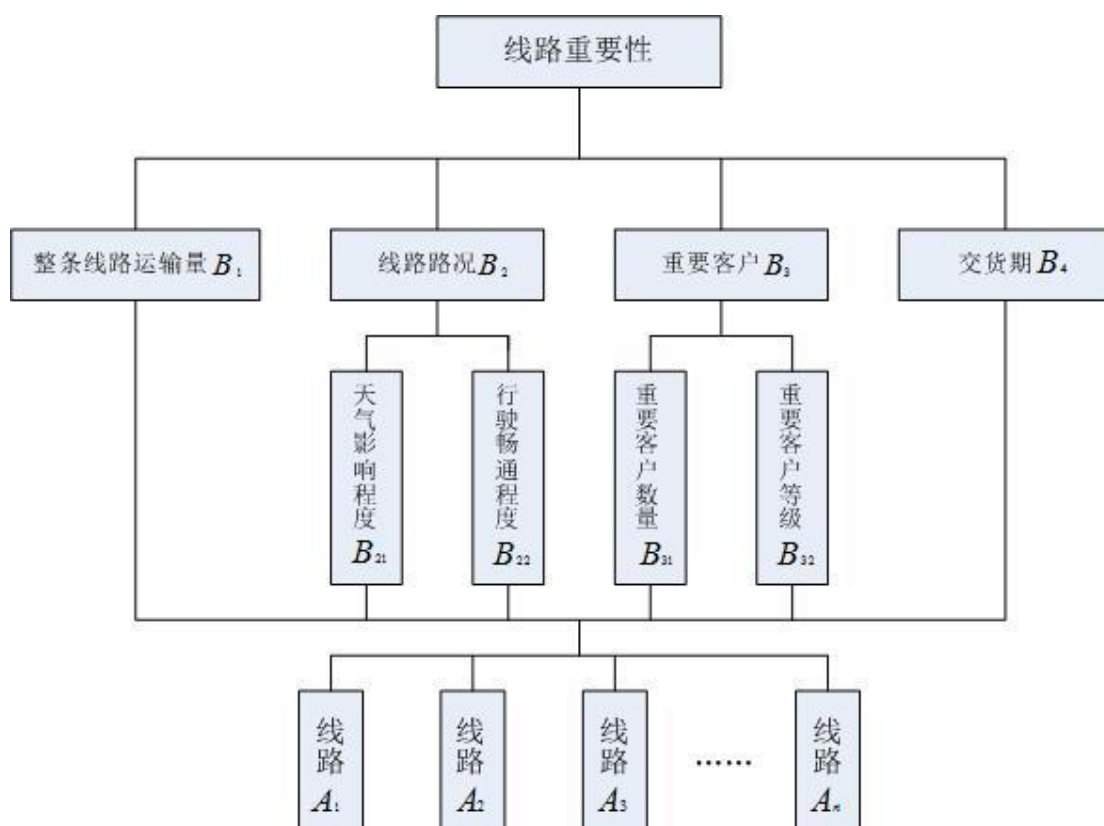 线路重要性
整条线路运输量B₁
线路路况B₂
重要客户B₃
交货期B₄
天气影响程度B₂₁
行驶畅通程度B₂₂
重要客户数量B₃₁
重要客户等级B₃₂
线路A₁
线路A₂
线路A₃
……
线路Aₙ